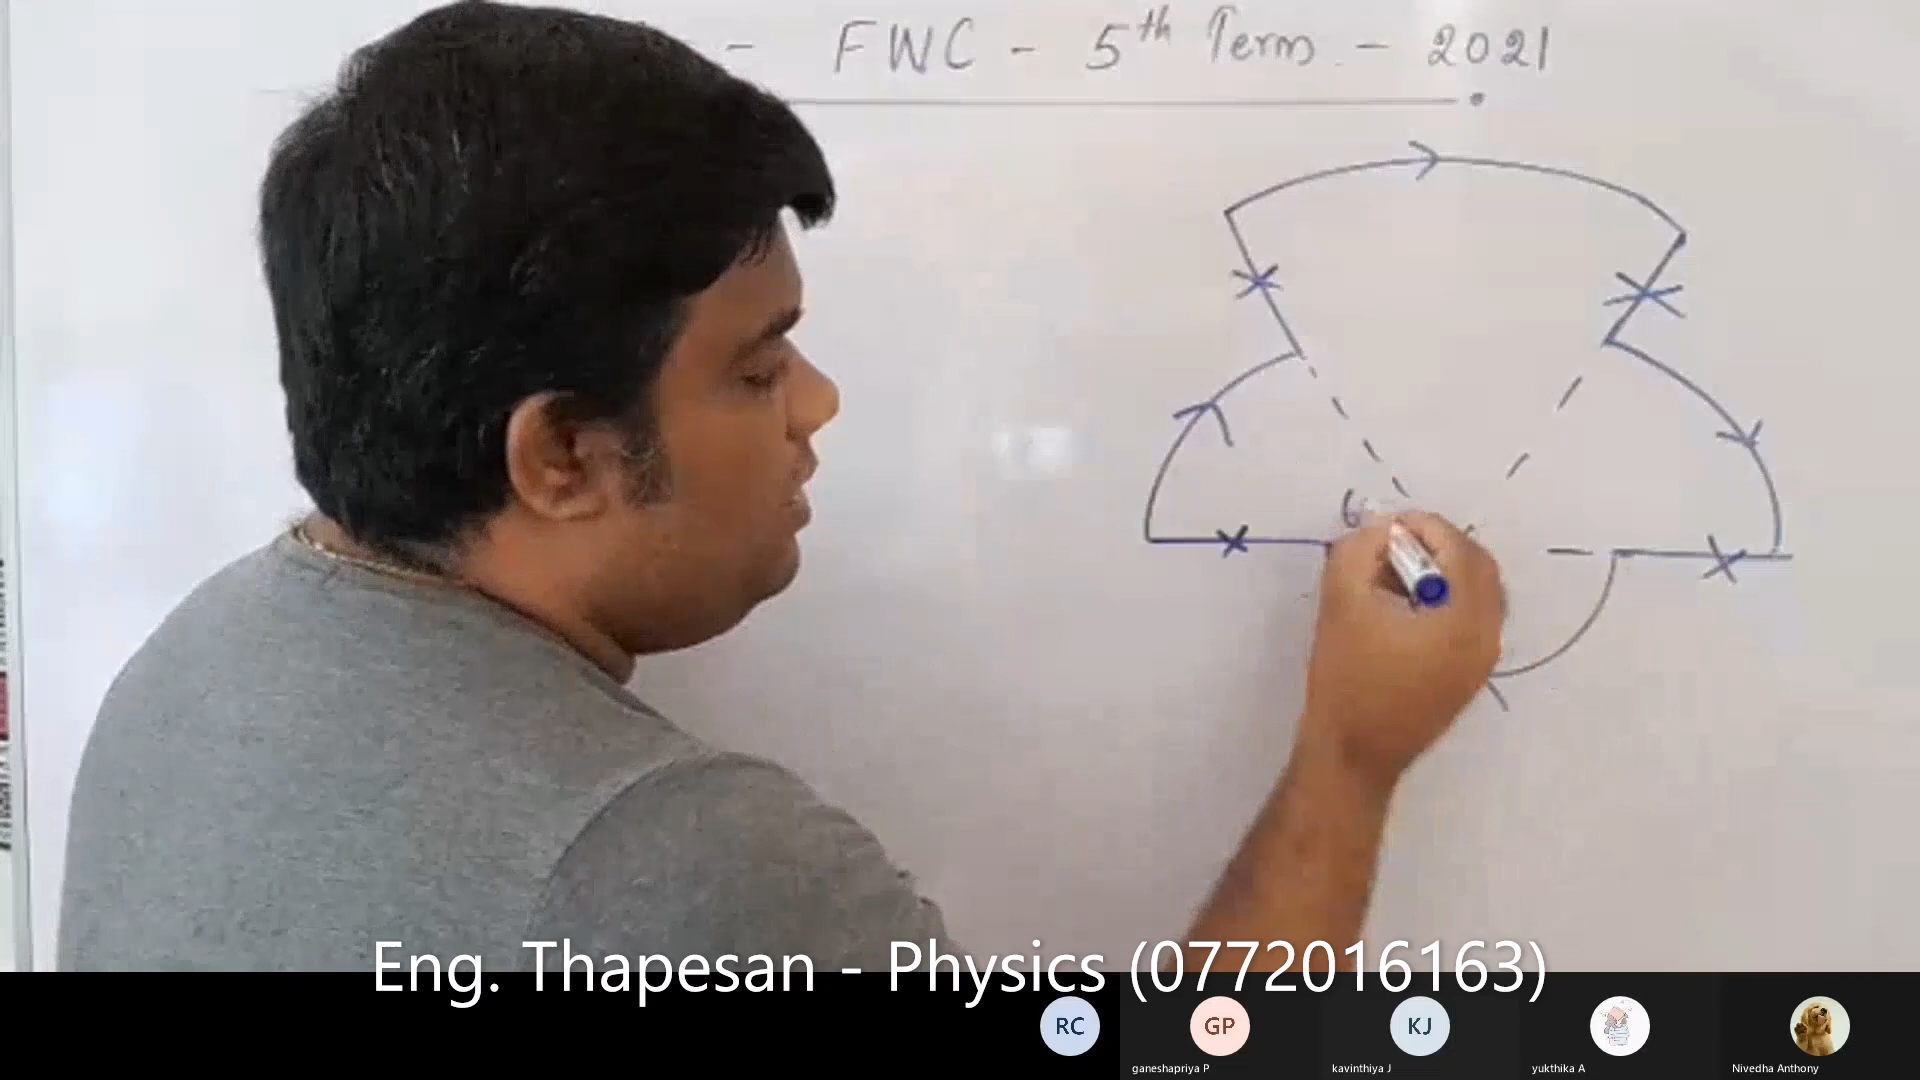 - FWC - 5th Term - 2021
Eng. Thapesan - Physics (0772016163)
RC
GP
KJ
ganeshapriya P
kavinthiya J
yukthika A
Nivedha Anthony